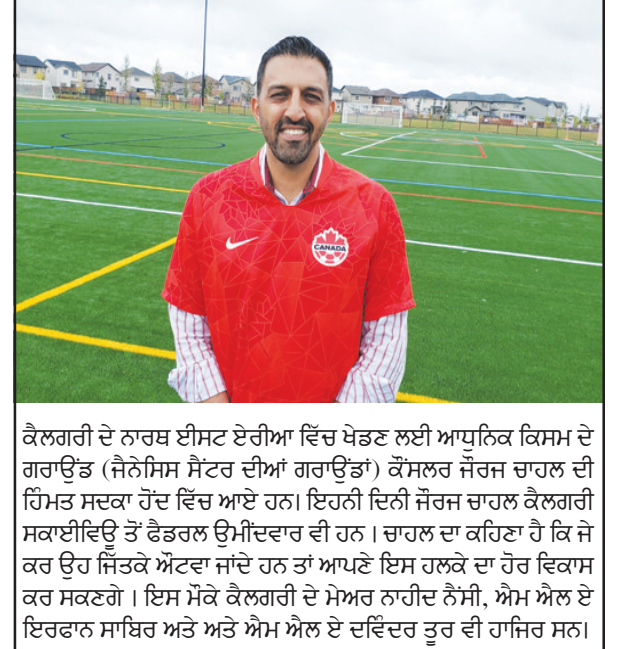 CANADA
ਕੈਲਗਰੀ ਦੇ ਨਾਰਥ ਈਸਟ ਏਰੀਆ ਵਿੱਚ ਖੇਡਣ ਲਈ ਆਧੁਨਿਕ ਕਿਸਮ ਦੇ
ਗਰਾਉਂਡ (ਜੈਨੇਸਿਸ ਸੈਂਟਰ ਦੀਆਂ ਗਰਾਉਂਡਾਂ) ਕੌਂਸਲਰ ਜੌਰਜ ਚਾਹਲ ਦੀ
ਹਿੰਮਤ ਸਦਕਾ ਹੋਂਦ ਵਿੱਚ ਆਏ ਹਨ। ਇਹਨੀ ਦਿਨੀ ਜੌਰਜ ਚਾਹਲ ਕੈਲਗਰੀ
ਸਕਾਈਵਿਊ ਤੋਂ ਫੈਡਰਲ ਉਮੀਂਦਵਾਰ ਵੀ ਹਨ । ਚਾਹਲ ਦਾ ਕਹਿਣਾ ਹੈ ਕਿ ਜੇ
ਕਰ ਉਹ ਜਿੱਤਕੇ ਔਟਵਾ ਜਾਂਦੇ ਹਨ ਤਾਂ ਆਪਣੇ ਇਸ ਹਲਕੇ ਦਾ ਹੋਰ ਵਿਕਾਸ
ਕਰ ਸਕਣਗੇ । ਇਸ ਮੌਕੇ ਕੈਲਗਰੀ ਦੇ ਮੇਅਰ ਨਾਹੀਦ ਨੈਂਸੀ, ਐਮ ਐਲ ਏ
ਇਰਫਾਨ ਸਾਬਿਰ ਅਤੇ ਅਤੇ ਐਮ ਐਲ ਏ ਦਵਿੰਦਰ ਤੂਰ ਵੀ ਹਾਜਿਰ ਸਨ।